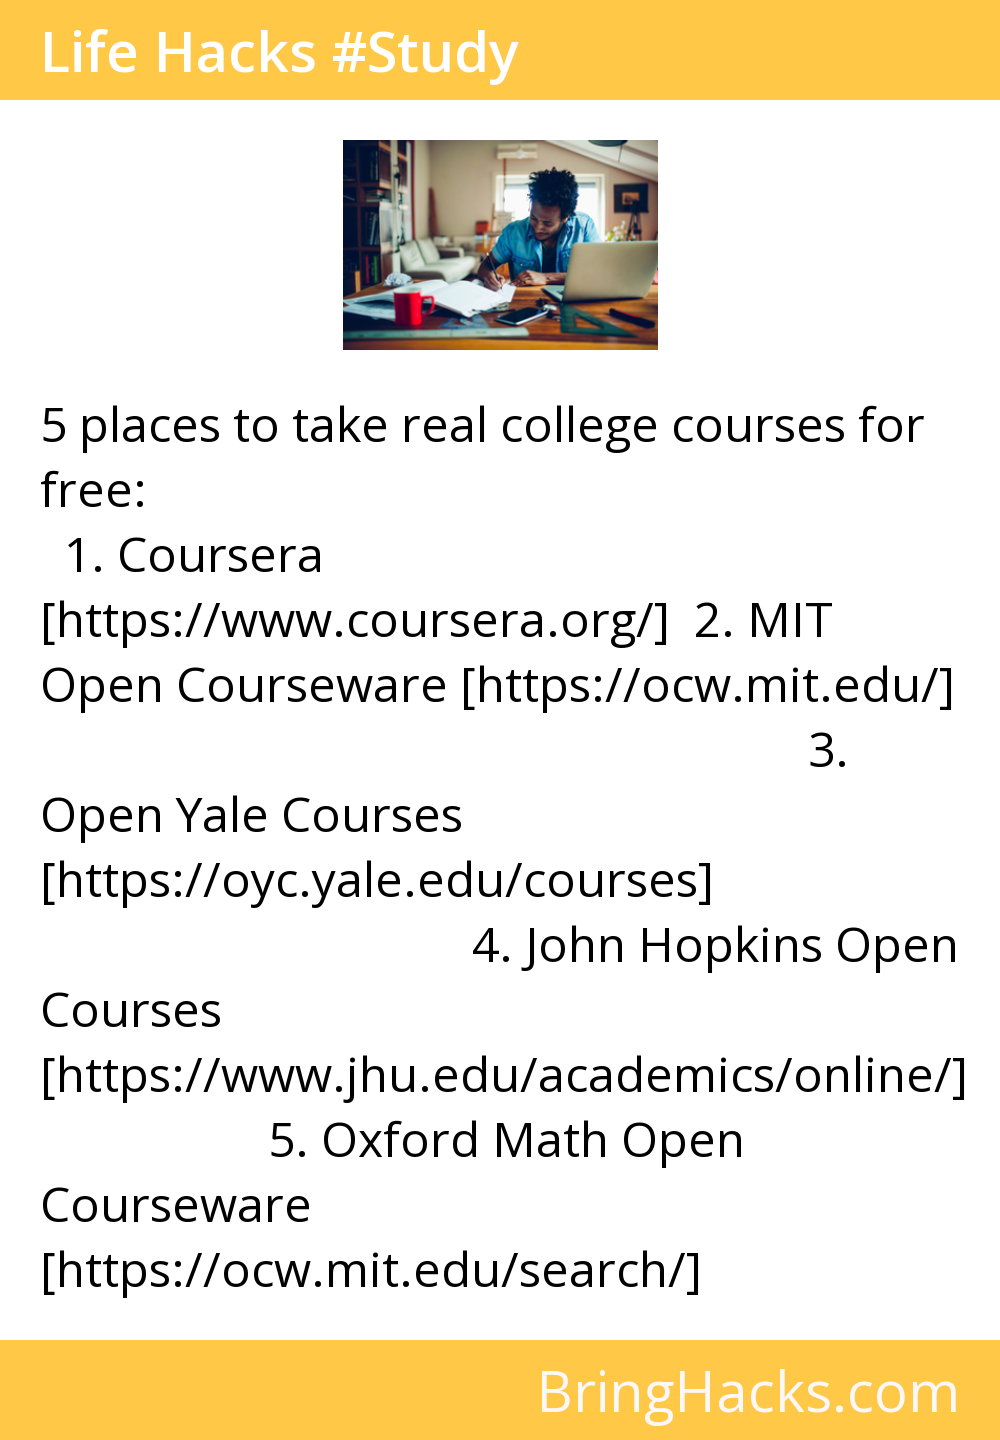 Life Hacks #Study
5 places to take real college courses for
free:
1. Coursera
[https://www.coursera.org/] 2. MIT
Open Courseware [https://ocw.mit.edu/]
3.
Open Yale Courses
[https://oyc.yale.edu/courses]
4. John Hopkins Open
Courses
[https://www.jhu.edu/academics/online/]
5. Oxford Math Open
Courseware
[https://ocw.mit.edu/search/]
BringHacks.com